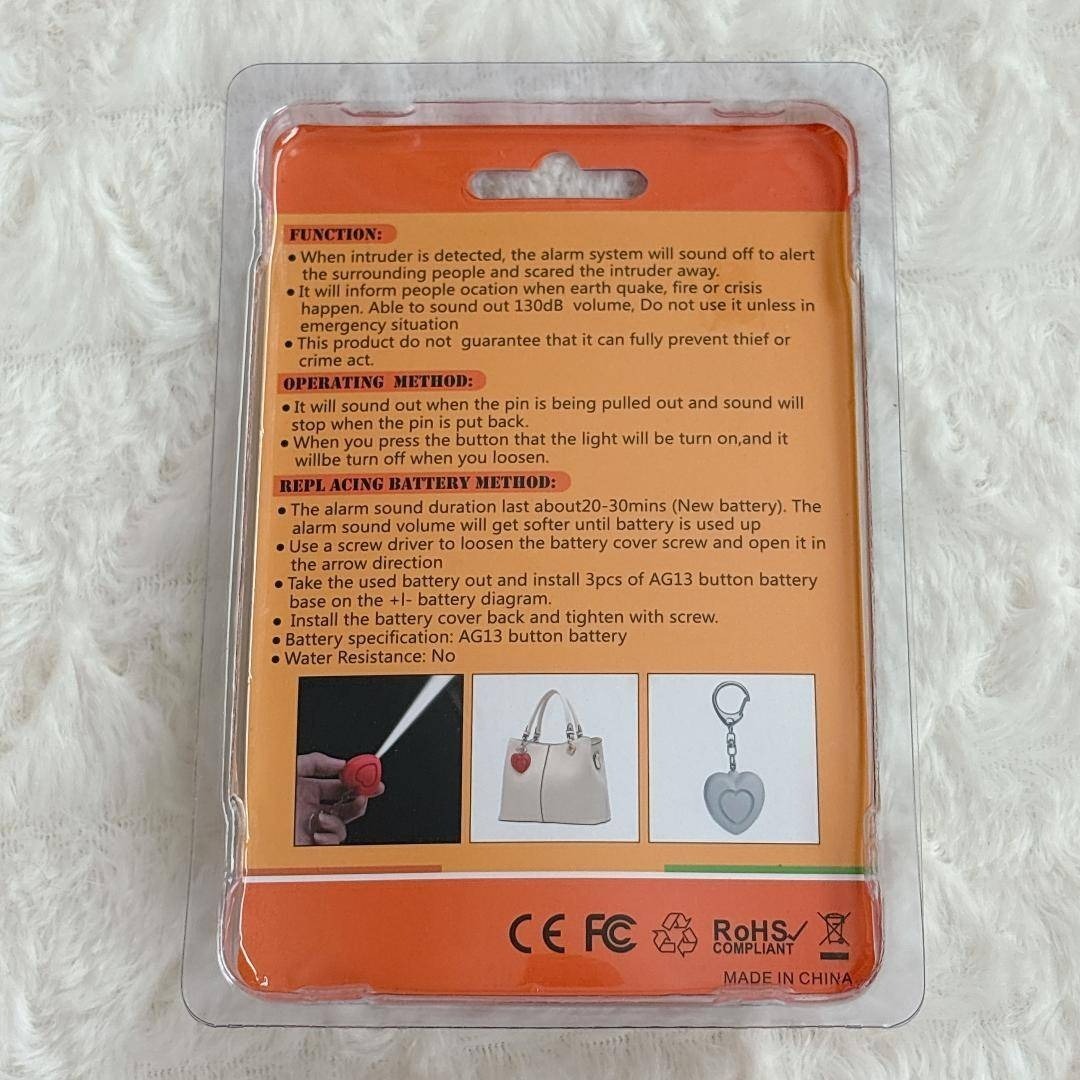 FUNCTION:
• When intruder is detected, the alarm system will sound off to alert
the surrounding people and scared the intruder away.
• It will inform people ocation when earth quake, fire or crisis
happen. Able to sound out 130dB volume, Do not use it unless in
emergency situation
• This product do not guarantee that it can fully prevent thief or
crime act.
OPERATING METHOD:
• It will sound out when the pin is being pulled out and sound will
stop when the pin is put back.
• When you press the button that the light will be turn on,and it
willbe turn off when you loosen.
REPL ACING BATTERY METHOD:
• The alarm sound duration last about20-30mins (New battery). The
alarm sound volume will get softer until battery is used up
• Use a screw driver to loosen the battery cover screw and open it in
the arrow direction
• Take the used battery out and install 3pcs of AG13 button battery
base on the +l- battery diagram.
• Install the battery cover back and tighten with screw.
• Battery specification: AG13 button battery
• Water Resistance: No
CE FC RoHS
COMPLIANT
MADE IN CHINA